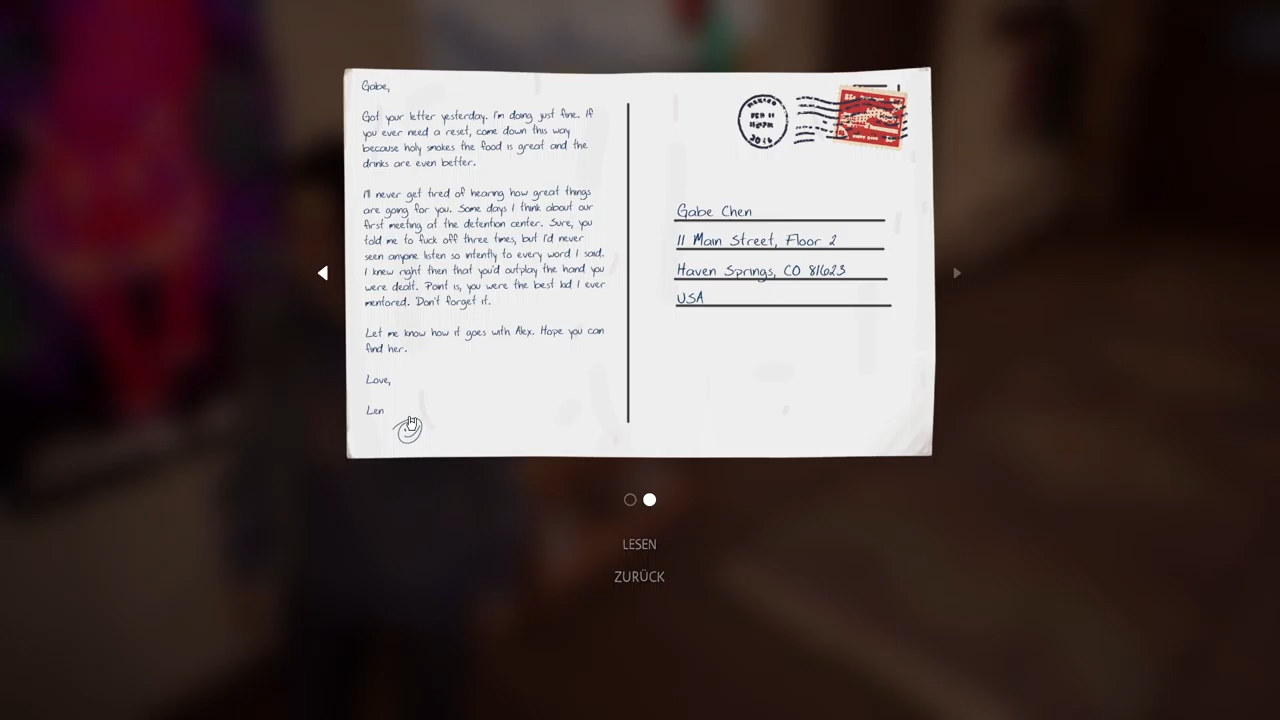 Gabe,
Got your letter yesterday. I'm doing just fine. If
you ever need a reset, come down this way
because holy smokes the food is great and the
drinks are even better.
I'll never get tired of hearing how great things
are going for you. Some days I think about our
first meeting at the detention center. Sure, you
told me to fuck off three times, but I'd never
seen anyone listen so intently to every word I said.
I knew right then that you'd outplay the hand you
were dealt. Point is, you were the best kid I ever
mentored. Don't forget it.
Let me know how it goes with Alex. Hope you can
find her.
Love,
Len
FEB 11
Gabe Chen
11 Main Street, Floor 2
Haven Springs, CO 81623
USA
LESEN
ZURÜCK